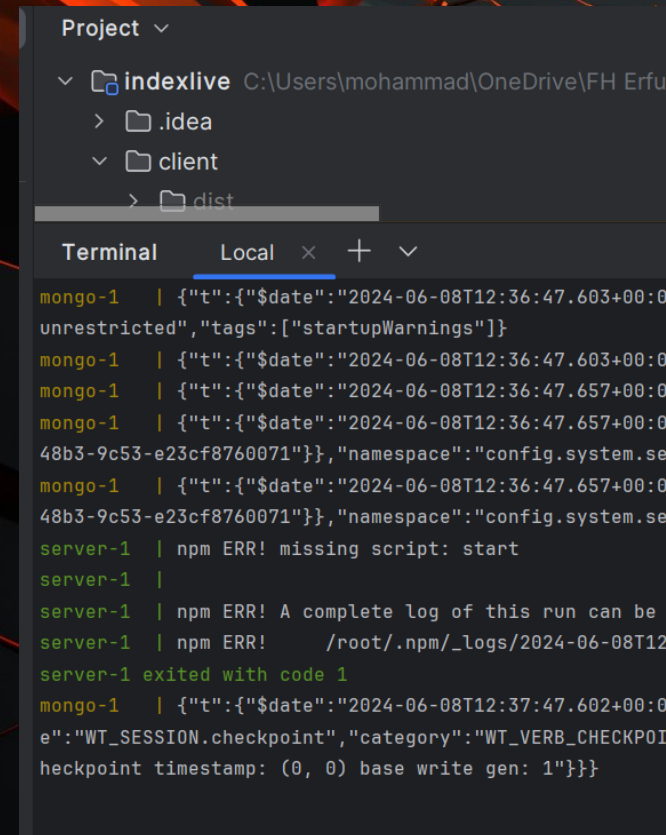 Project
indexlive C:\Users\mohammad\OneDrive\FH Erfu
.idea
client
dist
Terminal Local
mongo-1 | {"t":{"$date":"2024-06-08T12:36:47.603+00:0
unrestricted","tags":["startupWarnings"]}
mongo-1 | {"t":{"$date":"2024-06-08T12:36:47.603+00:0
mongo-1 | {"t":{"$date":"2024-06-08T12:36:47.657+00:0
mongo-1 | {"t":{"$date":"2024-06-08T12:36:47.657+00:0
48b3-9c53-e23cf8760071"}},"namespace":"config.system.se
mongo-1 | {"t":{"$date":"2024-06-08T12:36:47.657+00:0
48b3-9c53-e23cf8760071"}},"namespace":"config.system.se
server-1 | npm ERR! missing script: start
server-1 |
server-1 | npm ERR! A complete log of this run can be
server-1 | npm ERR! /root/.npm/_logs/2024-06-08T12
server-1 exited with code 1
mongo-1 | {"t":{"$date":"2024-06-08T12:37:47.602+00:0
e":"WT_SESSION.checkpoint","category":"WT_VERB_CHECKPOI
heckpoint timestamp: (0, 0) base write gen: 1"}}}